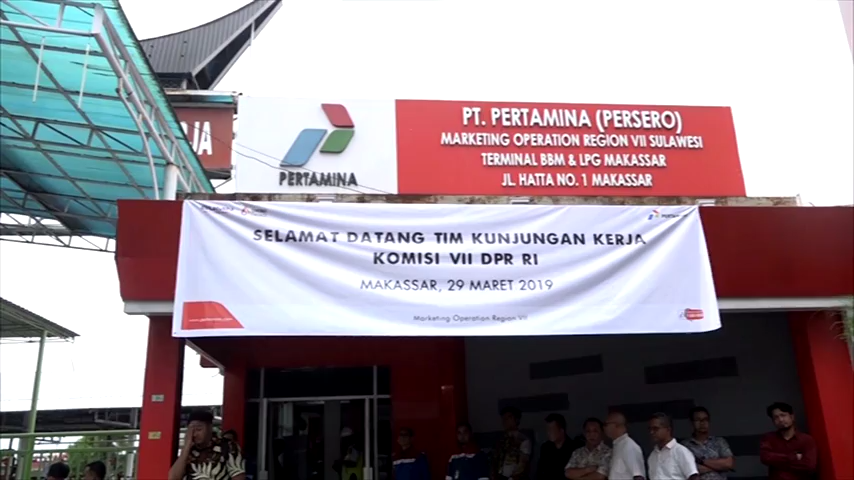 JA
PERTAMINA
PT. PERTAMINA (PERSERO)
MARKETING OPERATION REGION VII SULAWESI
TERMINAL BBM & LPG MAKASSAR
JL. HATTA NO. 1 MAKASSAR
SELAMAT DATANG TIM KUNJUNGAN KERJA
KOMISI VII DPR RI
MAKASSAR, 29 MARET 2019
Marketing Operation Region VII